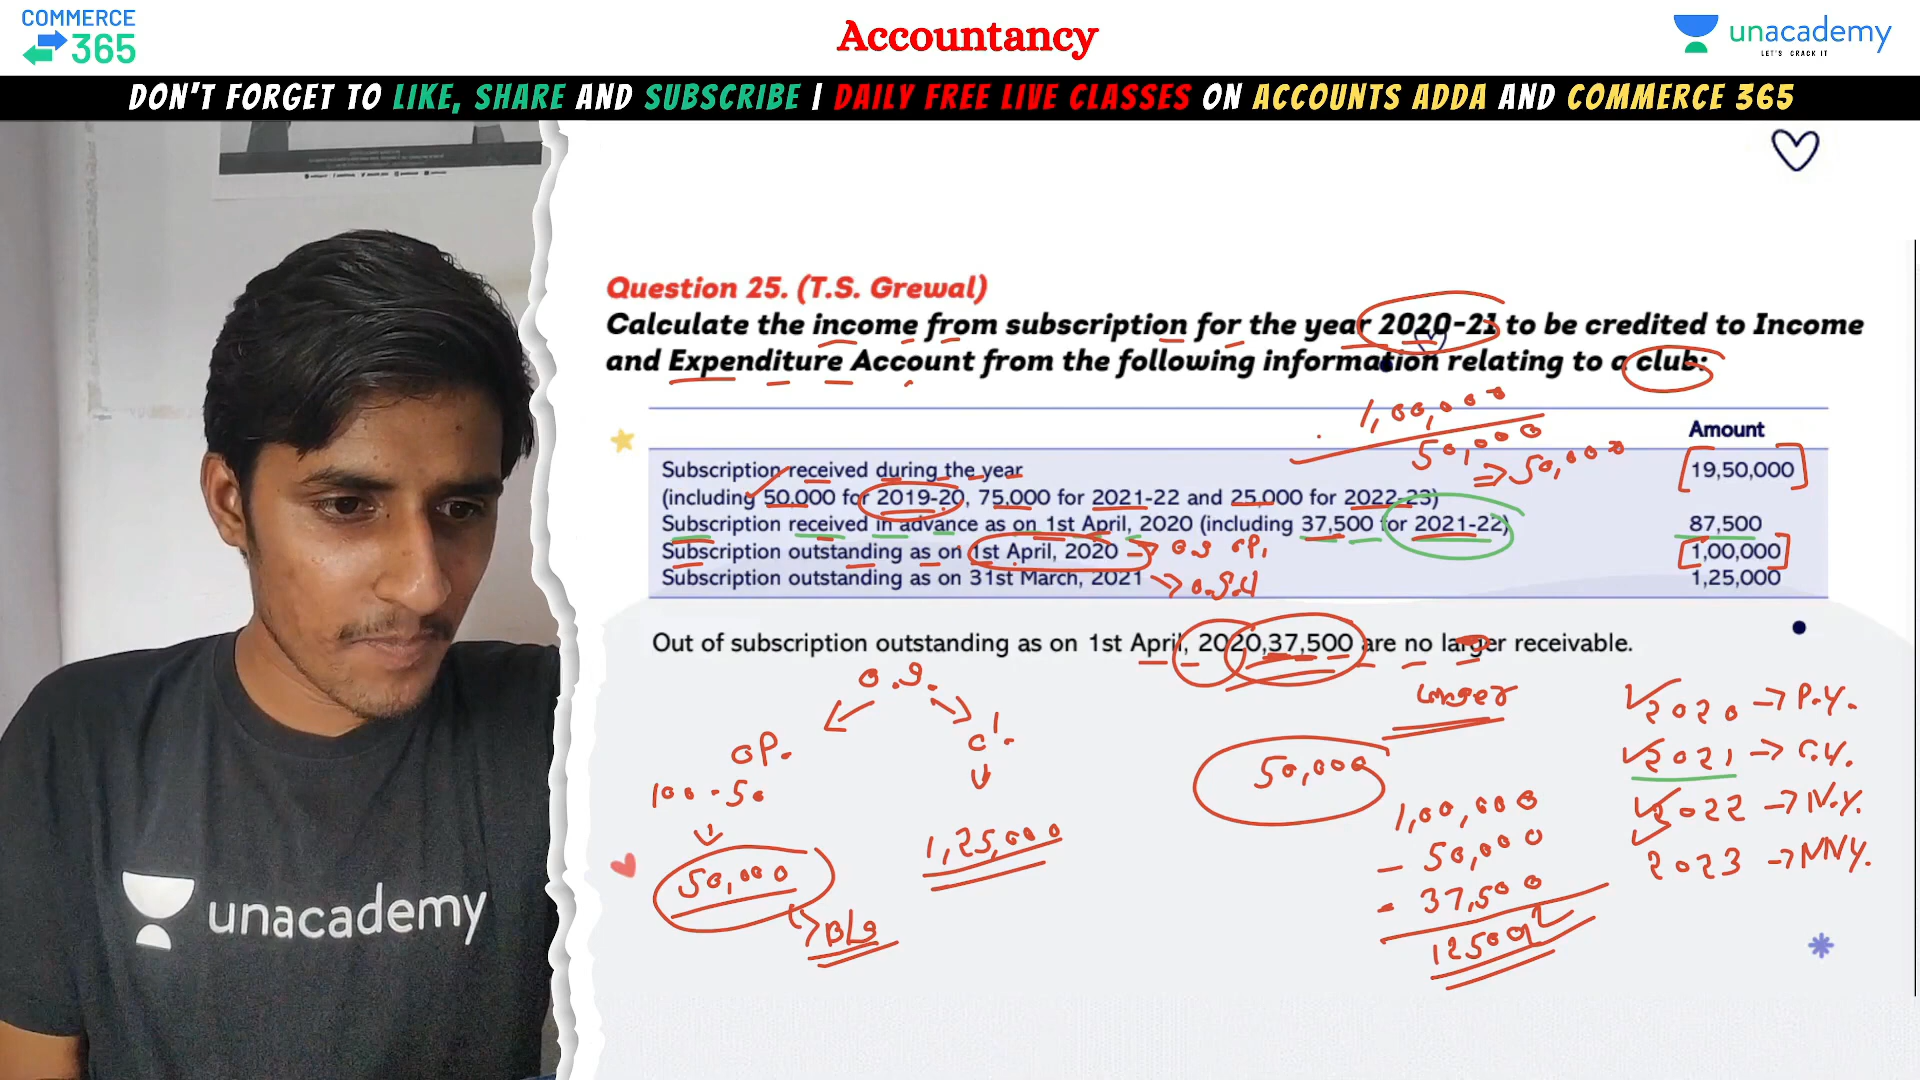 COMMERCE
365
Accountancy
unacademy
LET'S CRACK IT
DON'T FORGET TO LIKE, SHARE AND SUBSCRIBE | DAILY FREE LIVE CLASSES ON ACCOUNTS ADDA AND COMMERCE 365
Question 25. (T.S. Grewal)
Calculate the income from subscription for the year 2020-21 to be credited to Income
and Expenditure Account from the following information relating to a club:
1,00,000
50,000
=> 50,000
Amount
Subscription received during the year 19,50,000
(including 50.000 for 2019-20, 75.000 for 2021-22 and 25.000 for 2022-23)
Subscription received in advance as on 1st April, 2020 (including 37,500 for 2021-22) 87,500
Subscription outstanding as on 1st April, 2020 1,00,000
O.S OP.
Subscription outstanding as on 31st March, 2021 1,25,000
Out of subscription outstanding as on 1st April, 2020,37,500 are no larger receivable.
O.S.
longer
OP.
100-50
50,000
B/S
1,25,000
50,000
1,00,000
- 50,000
- 37,500
12500
2020 -> P.Y.
2021 -> C.Y.
2022 -> N.Y.
2023 -> NNY.
unacademy